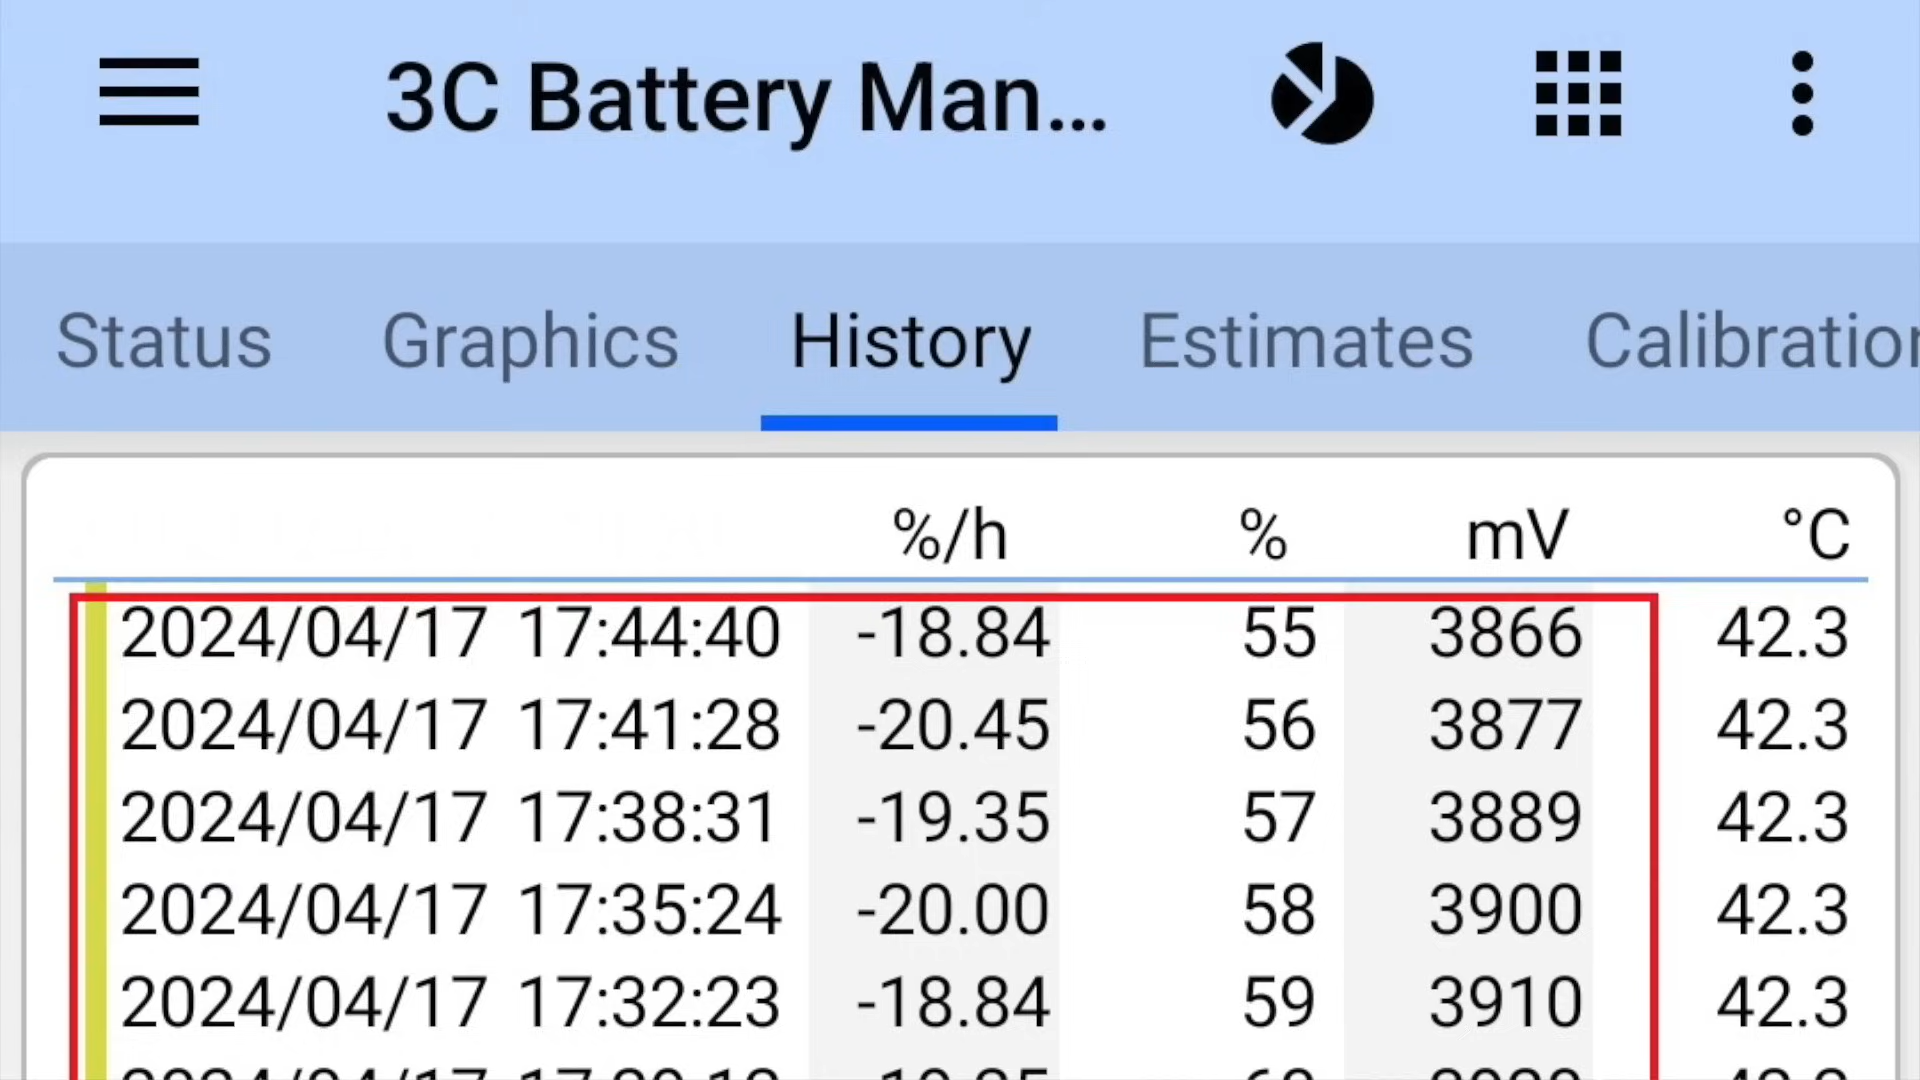 3C Battery Man...
Status Graphics History Estimates Calibration
%/h % mV °C
2024/04/17 17:44:40 -18.84 55 3866 42.3
2024/04/17 17:41:28 -20.45 56 3877 42.3
2024/04/17 17:38:31 -19.35 57 3889 42.3
2024/04/17 17:35:24 -20.00 58 3900 42.3
2024/04/17 17:32:23 -18.84 59 3910 42.3